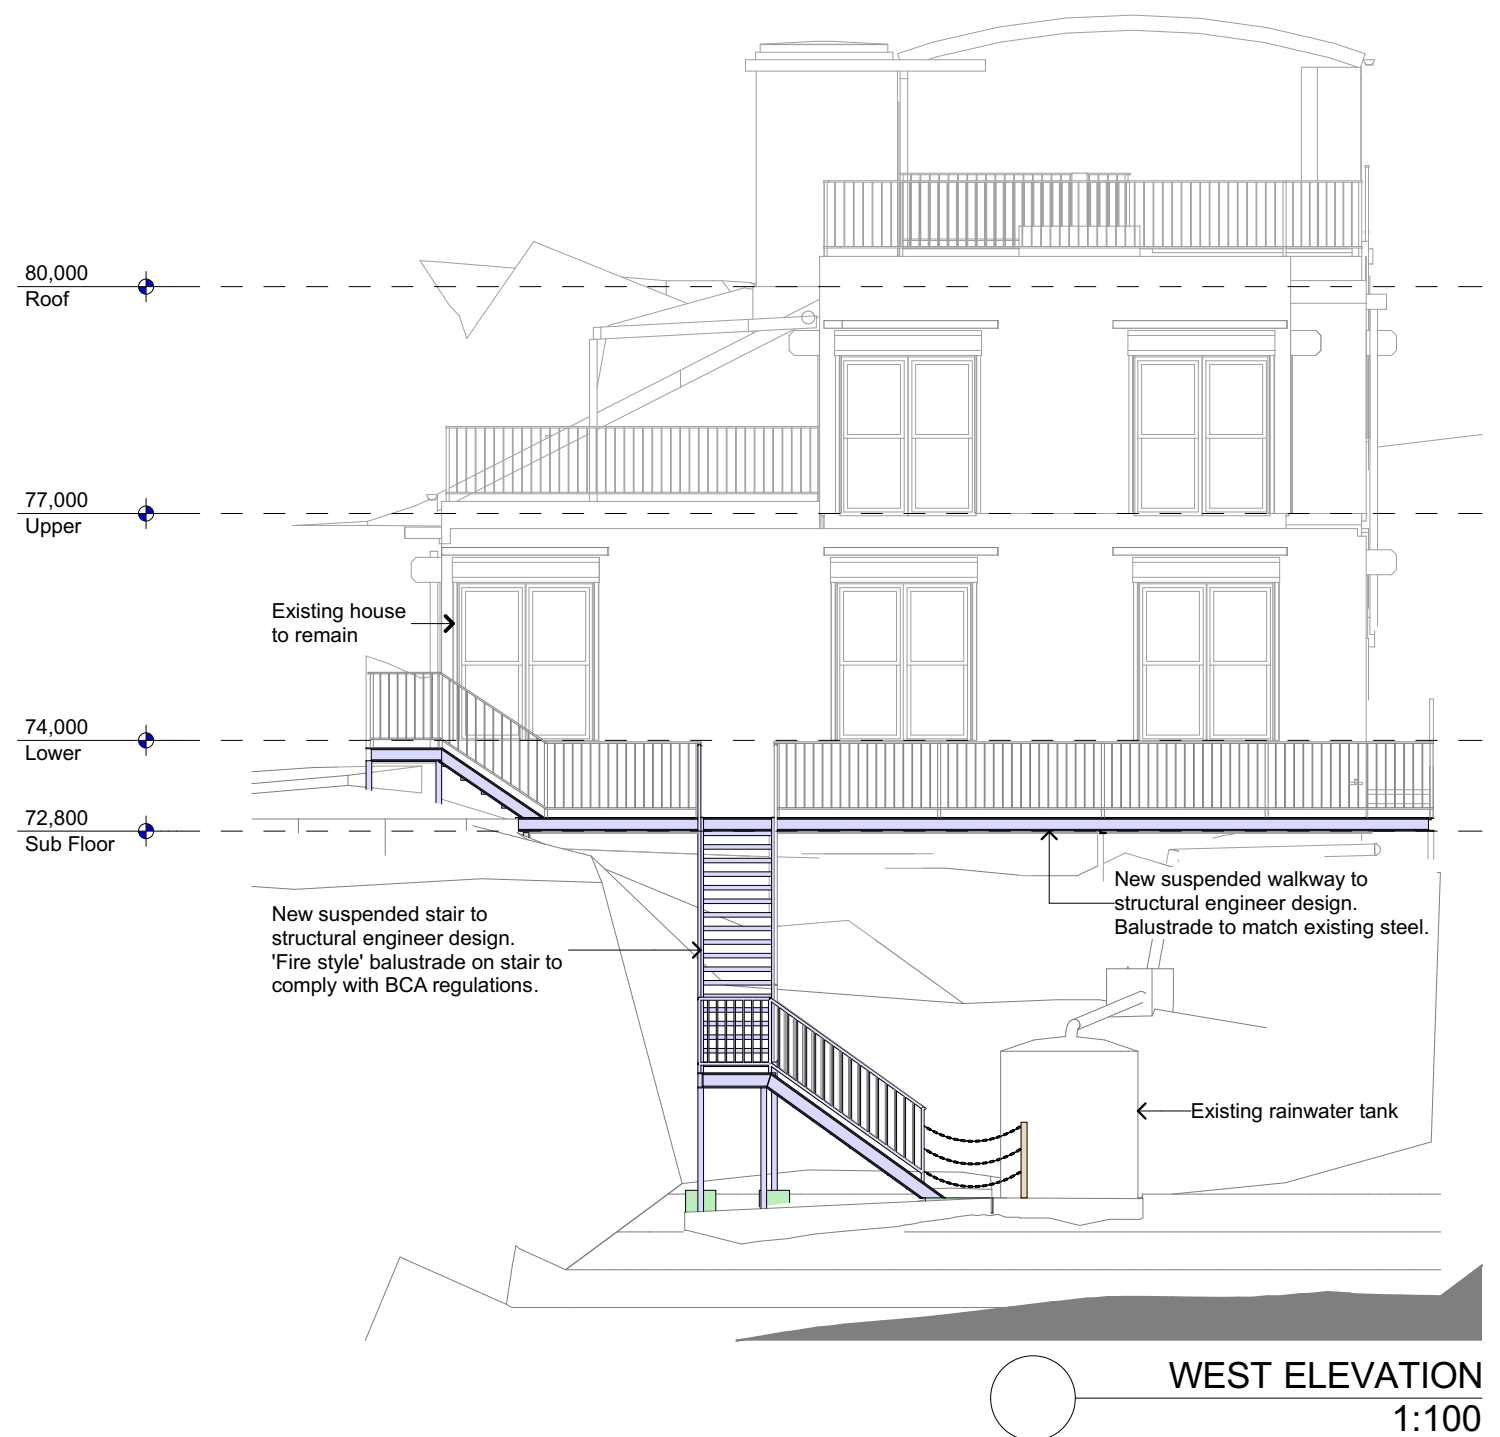 80,000
Roof
77,000
Upper
Existing house
to remain
74,000
Lower
72,800
Sub Floor
New suspended stair to
structural engineer design.
'Fire style' balustrade on stair to
comply with BCA regulations.
New suspended walkway to
structural engineer design.
Balustrade to match existing steel.
Existing rainwater tank
WEST ELEVATION
1:100